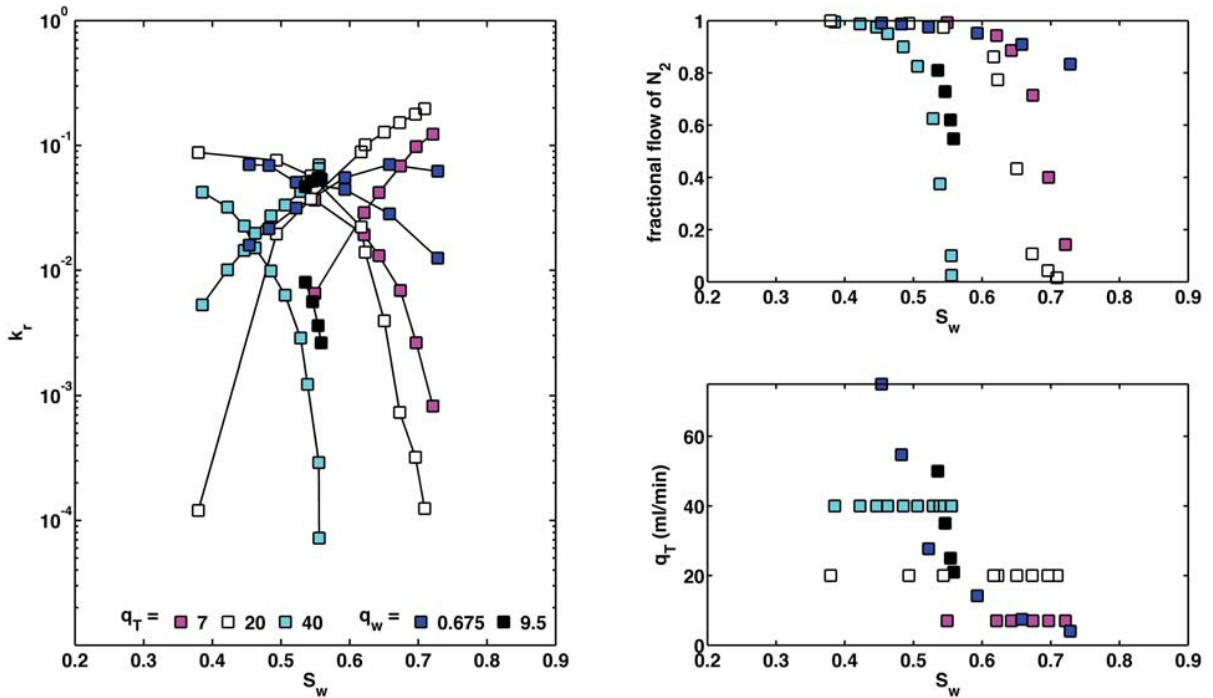 10⁰
10⁻¹
10⁻²
10⁻³
10⁻⁴
k_r
q_T = 7 20 40 q_w = 0.675 9.5
0.2 0.3 0.4 0.5 0.6 0.7 0.8 0.9
S_w
1
0.8
0.6
0.4
0.2
0
fractional flow of N₂
0.2 0.3 0.4 0.5 0.6 0.7 0.8 0.9
S_w
60
40
20
0
q_T (ml/min)
0.2 0.3 0.4 0.5 0.6 0.7 0.8 0.9
S_w